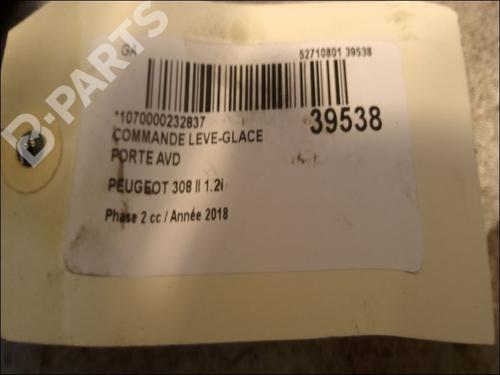 GA 52710801 39538
*1070000232837 39538
COMMANDE LEVE-GLACE
PORTE AVD
PEUGEOT 308 II 1.2i
Phase 2 cc / Année 2018
D-PARTS